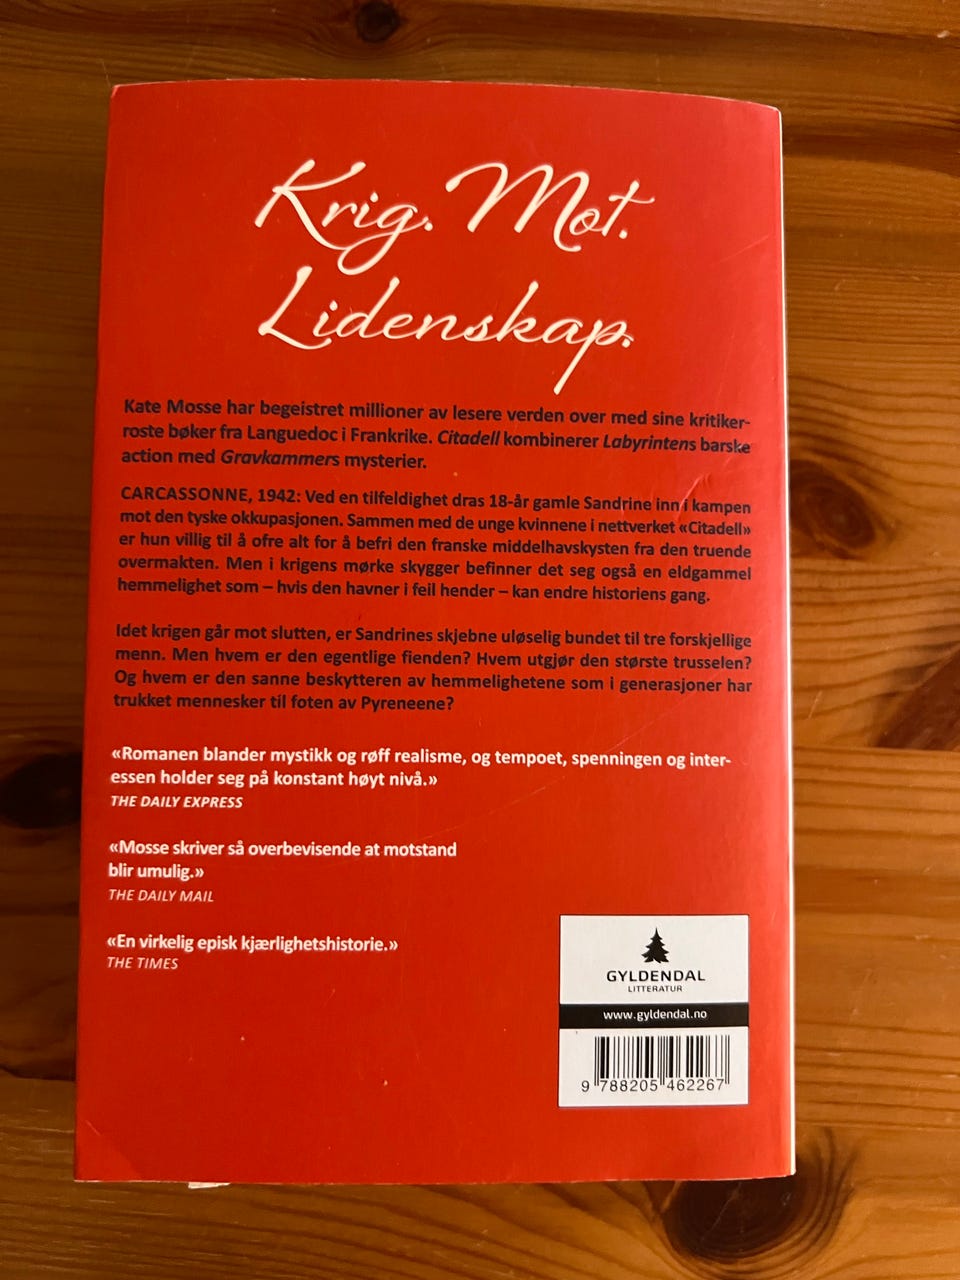 Krig. Mot.
Lidenskap.
Kate Mosse har begeistret millioner av lesere verden over med sine kritiker-
roste bøker fra Languedoc i Frankrike. Citadell kombinerer Labyrintens barske
action med Gravkammers mysterier.
CARCASSONNE, 1942: Ved en tilfeldighet dras 18-år gamle Sandrine inn i kampen
mot den tyske okkupasjonen. Sammen med de unge kvinnene i nettverket «Citadell»
er hun villig til å ofre alt for å befri den franske middelhavskysten fra den truende
overmakten. Men i krigens mørke skygger befinner det seg også en eldgammel
hemmelighet som – hvis den havner i feil hender – kan endre historiens gang.
Idet krigen går mot slutten, er Sandrines skjebne uløselig bundet til tre forskjellige
menn. Men hvem er den egentlige fienden? Hvem utgjør den største trusselen?
Og hvem er den sanne beskytteren av hemmelighetene som i generasjoner har
trukket mennesker til foten av Pyreneene?
«Romanen blander mystikk og røff realisme, og tempoet, spenningen og inter-
essen holder seg på konstant høyt nivå.»
THE DAILY EXPRESS
«Mosse skriver så overbevisende at motstand
blir umulig.»
THE DAILY MAIL
«En virkelig episk kjærlighetshistorie.»
THE TIMES
GYLDENDAL
LITTERATUR
www.gyldendal.no
9 788205 462267